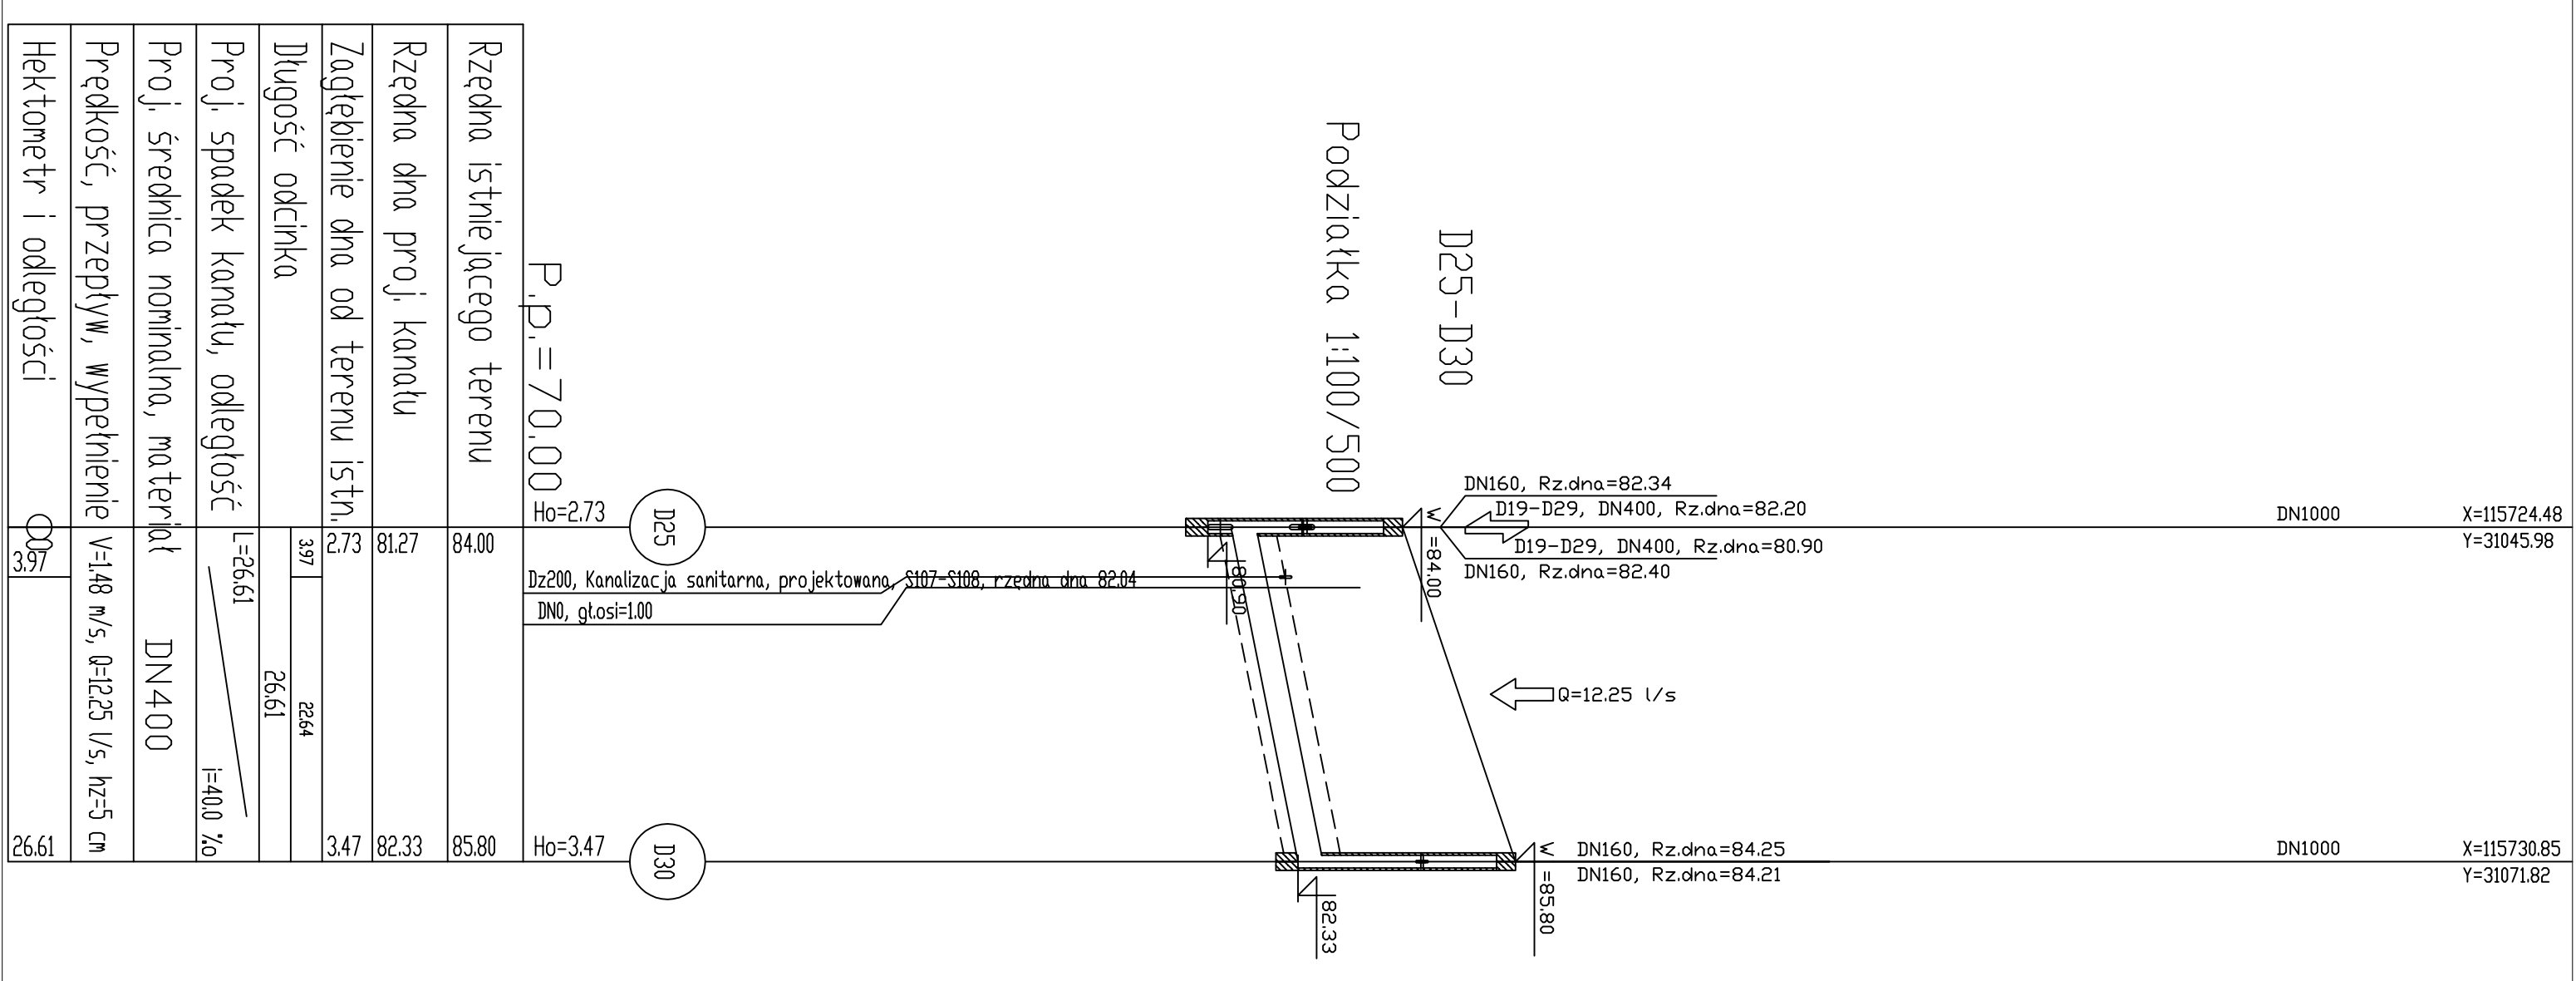 D25-D30
Podziałka 1:100/500
P.p.=70.00
Rzędna istniejącego terenu
Rzędna dna proj. kanału
Zagłębienie dna od terenu istn.
Długość odcinka
Proj. spadek kanału, odległość
Proj. średnica nominalna, materiał
Prędkość, przepływ, wypełnienie
Hektometr i odległości
X=115724.48
Y=31045.98
DN1000
DN160, Rz.dna=82.34
D19-D29, DN400, Rz.dna=82.20
D19-D29, DN400, Rz.dna=80.90
DN160, Rz.dna=82.40
W =84.00
80.90
Q=12.25 l/s
X=115730.85
Y=31071.82
DN1000
DN160, Rz.dna=84.25
DN160, Rz.dna=84.21
W =85.80
82.33
Ho=2.73
D25
Dz200, Kanalizacja sanitarna, projektowana, S107-S108, rzędna dna 82.04
DN0, gł.osi=1.00
Ho=3.47
D30
84.00
85.80
81.27
82.33
2.73
3.47
3.97
22.64
26.61
L=26.61
i=40.0 ‰
DN400
V=1.48 m/s, Q=12.25 l/s, hz=5 cm
3.97
26.61